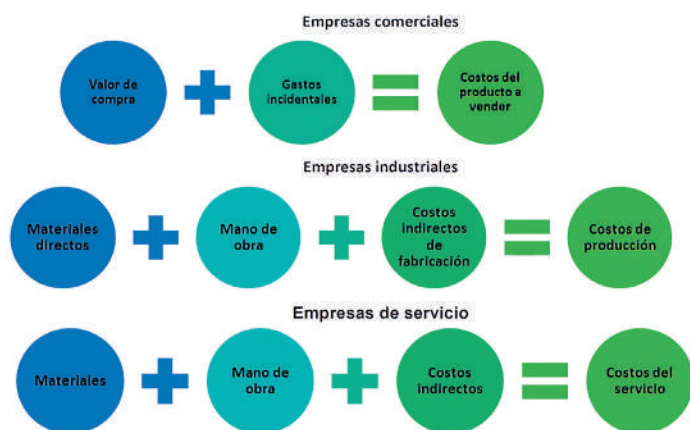 Empresas comerciales
Valor de
compra
Gastos
incidentales
Costos del
producto a
vender
Empresas industriales
Materiales
directos
Mano de
obra
Costos
indirectos
de
fabricación
Costos de
producción
Empresas de servicio
Materiales
Mano de
obra
Costos
indirectos
Costos del
servicio